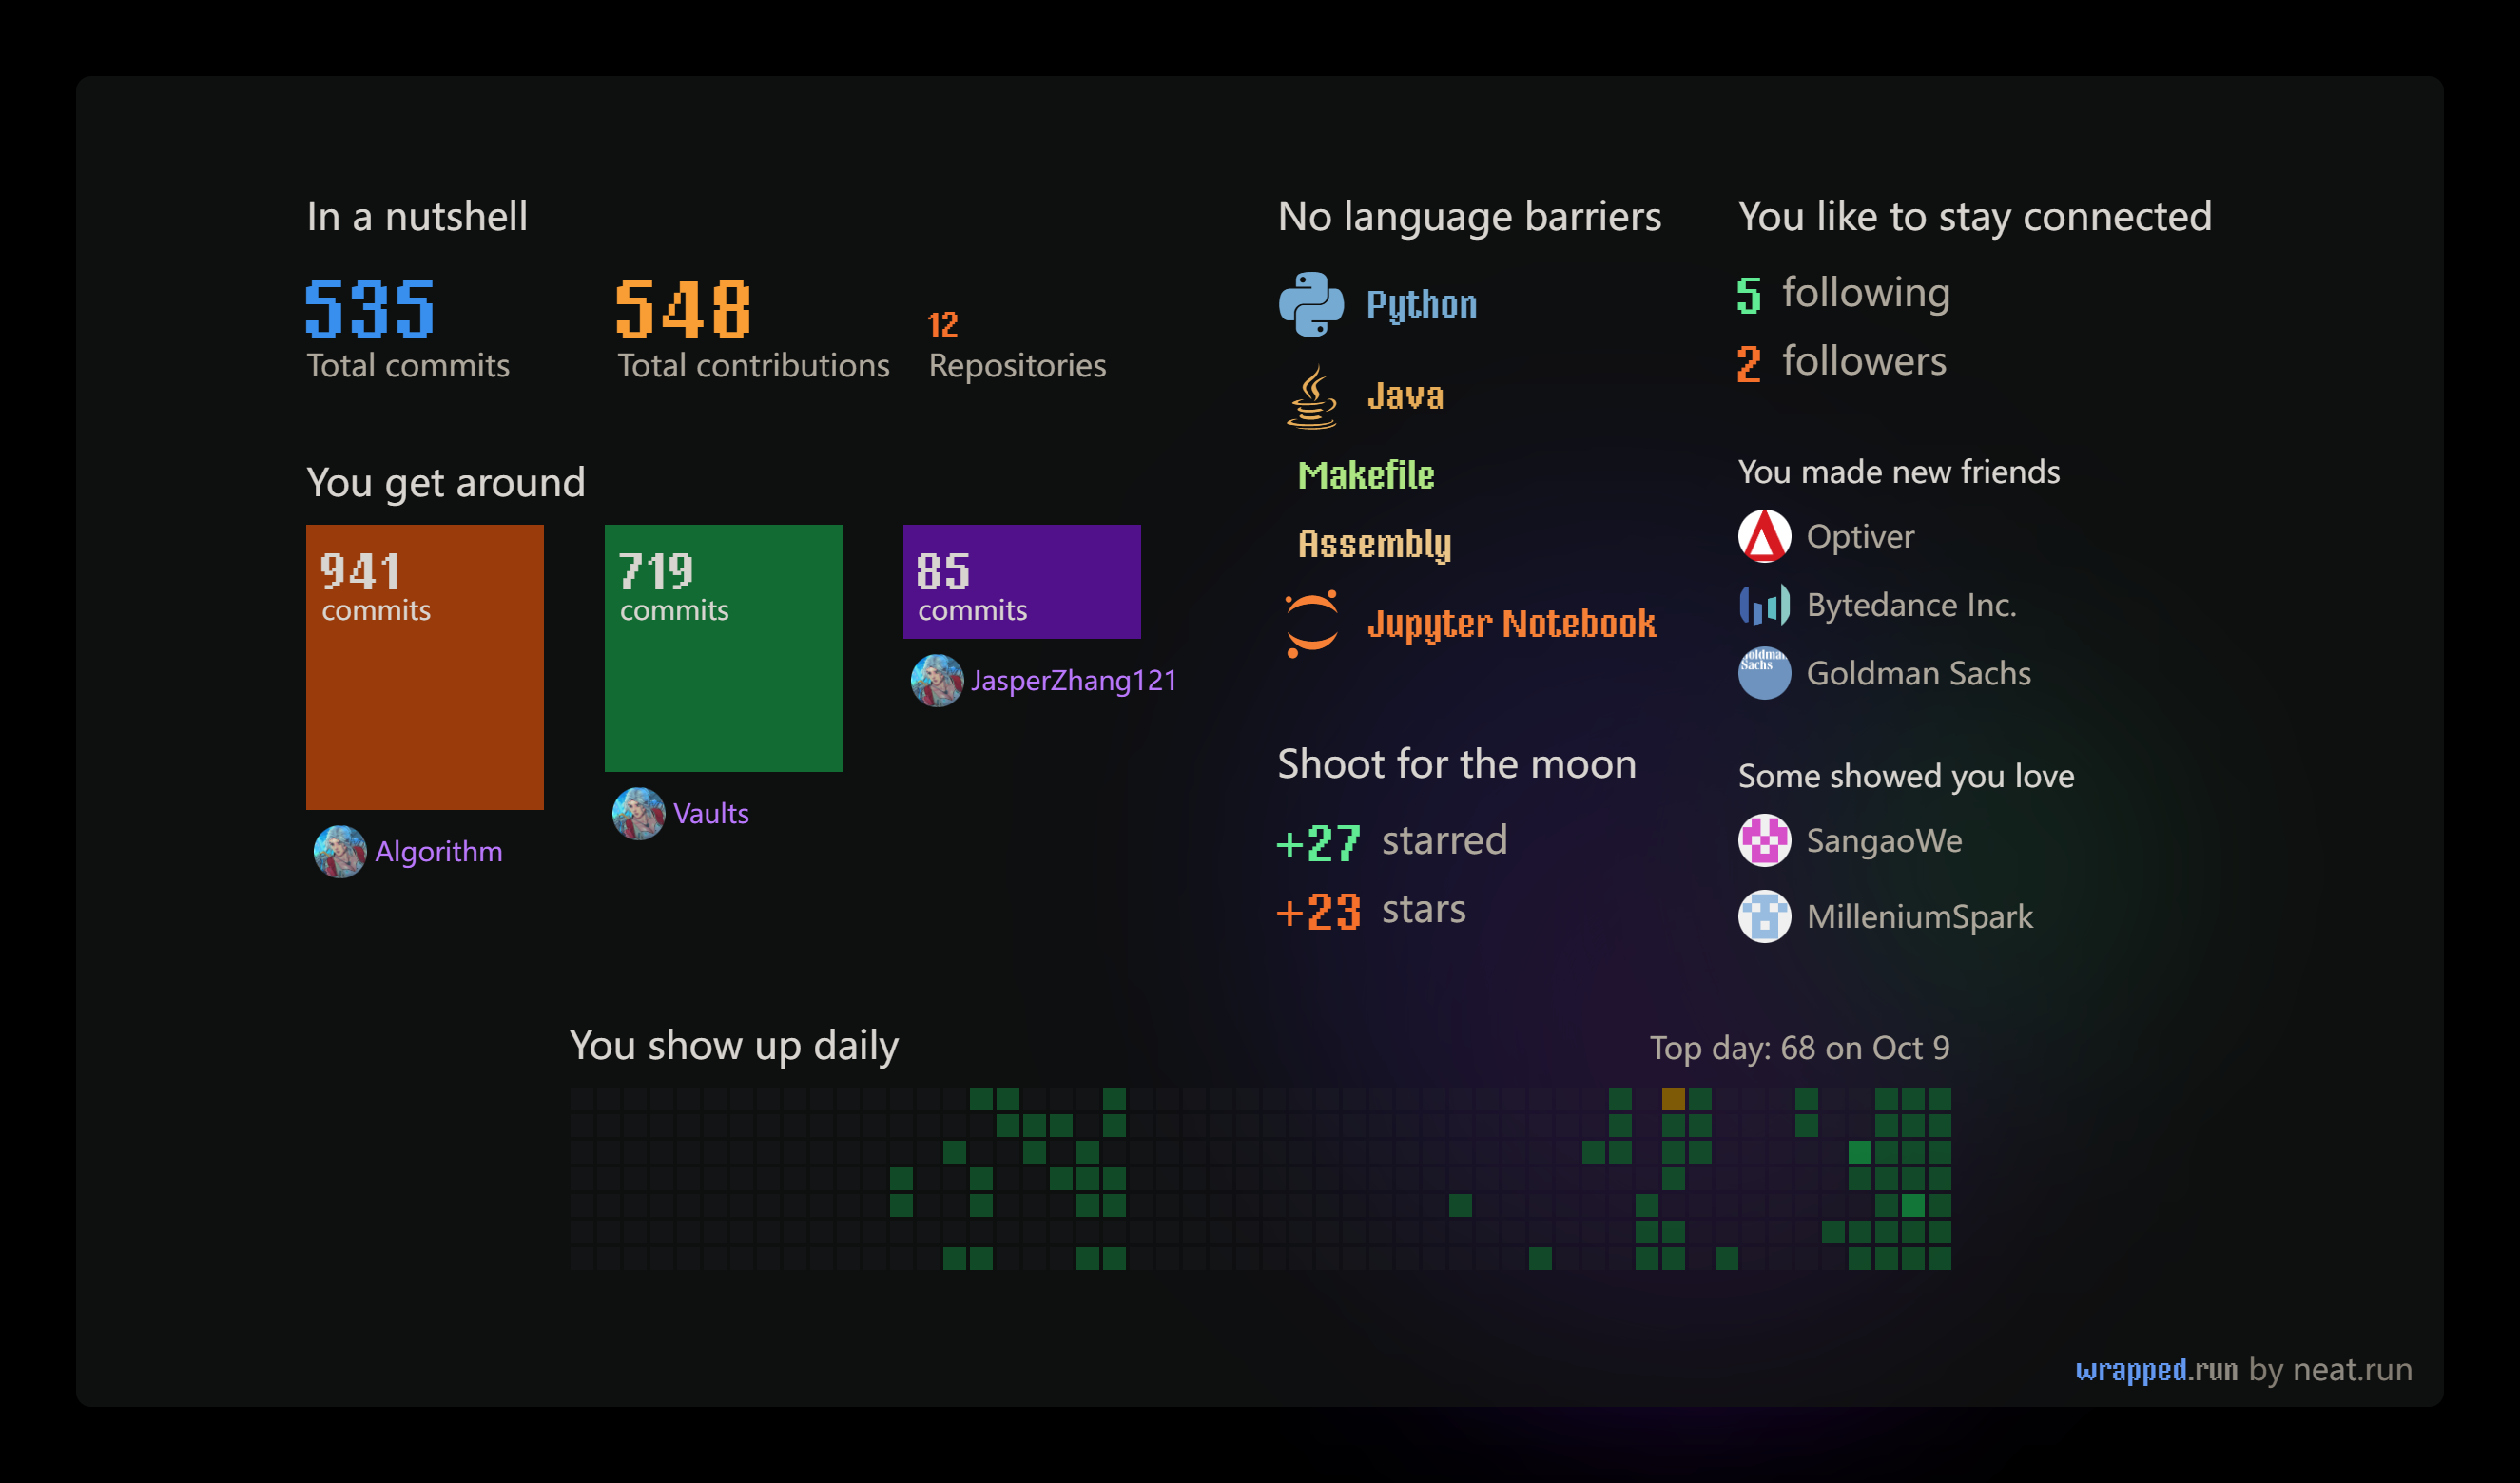 In a nutshell
535
Total commits
548
Total contributions
12
Repositories
You get around
941
commits
Algorithm
719
commits
Vaults
85
commits
JasperZhang121
No language barriers
Python
Java
Makefile
Assembly
Jupyter Notebook
Shoot for the moon
+27 starred
+23 stars
You like to stay connected
5 following
2 followers
You made new friends
Optiver
Bytedance Inc.
Goldman Sachs
Some showed you love
SangaoWe
MilleniumSpark
You show up daily
Top day: 68 on Oct 9
wrapped.run by neat.run